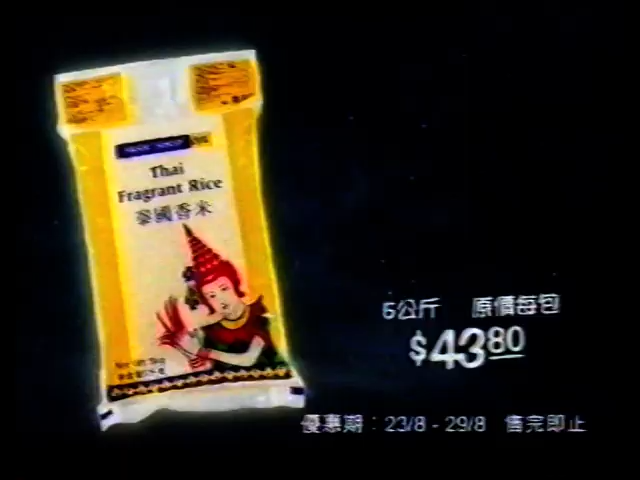 Thai
Fragrant Rice
泰國香米
5公斤 原價每包
$43.80
優惠期：23/8 - 29/8 售完即止